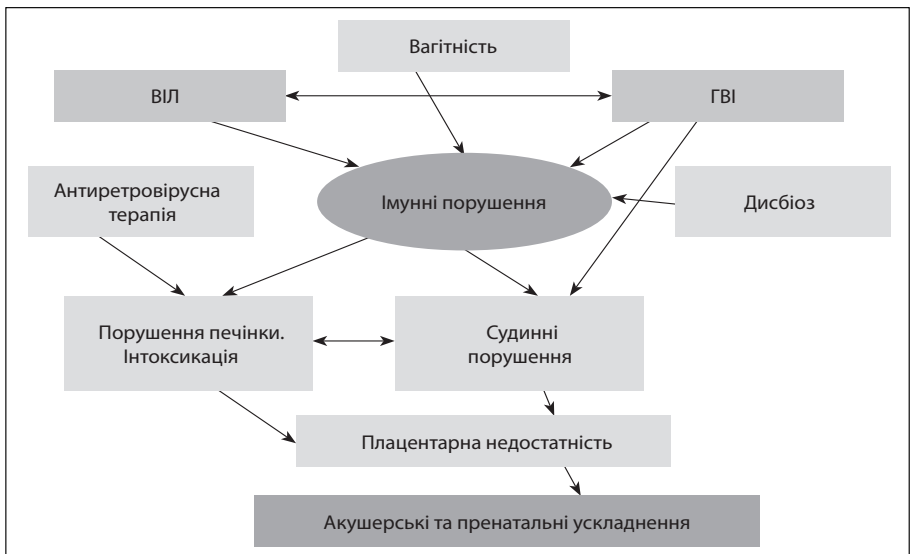 Вагітність
ВІЛ
ГВІ
Антиретровірусна
терапія
Імунні порушення
Дисбіоз
Порушення печінки.
Інтоксикація
Судинні
порушення
Плацентарна недостатність
Акушерські та пренатальні ускладнення